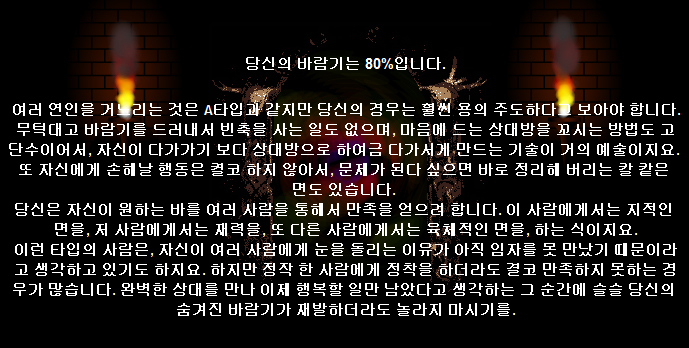 당신의 바람기는 80%입니다.
여러 연인을 거느리는 것은 A타입과 같지만 당신의 경우는 훨씬 용의 주도하다고 보아야 합니다.
무턱대고 바람기를 드러내서 빈축을 사는 일도 없으며, 마음에 드는 상대방을 꼬시는 방법도 고
단수이어서, 자신이 다가가기 보다 상대방으로 하여금 다가서게 만드는 기술이 거의 예술이지요.
또 자신에게 손해날 행동은 결코 하지 않아서, 문제가 된다 싶으면 바로 정리해 버리는 칼 같은
면도 있습니다.
당신은 자신이 원하는 바를 여러 사람을 통해서 만족을 얻으려 합니다. 이 사람에게서는 지적인
면을, 저 사람에게서는 재력을, 또 다른 사람에게서는 육체적인 면을, 하는 식이지요.
이런 타입의 사람은, 자신이 여러 사람에게 눈을 돌리는 이유가 아직 임자를 못 만났기 때문이라
고 생각하고 있기도 하지요. 하지만 정작 한 사람에게 정착을 하더라도 결코 만족하지 못하는 경
우가 많습니다. 완벽한 상대를 만나 이제 행복할 일만 남았다고 생각하는 그 순간에 슬슬 당신의
숨겨진 바람기가 재발하더라도 놀라지 마시기를.